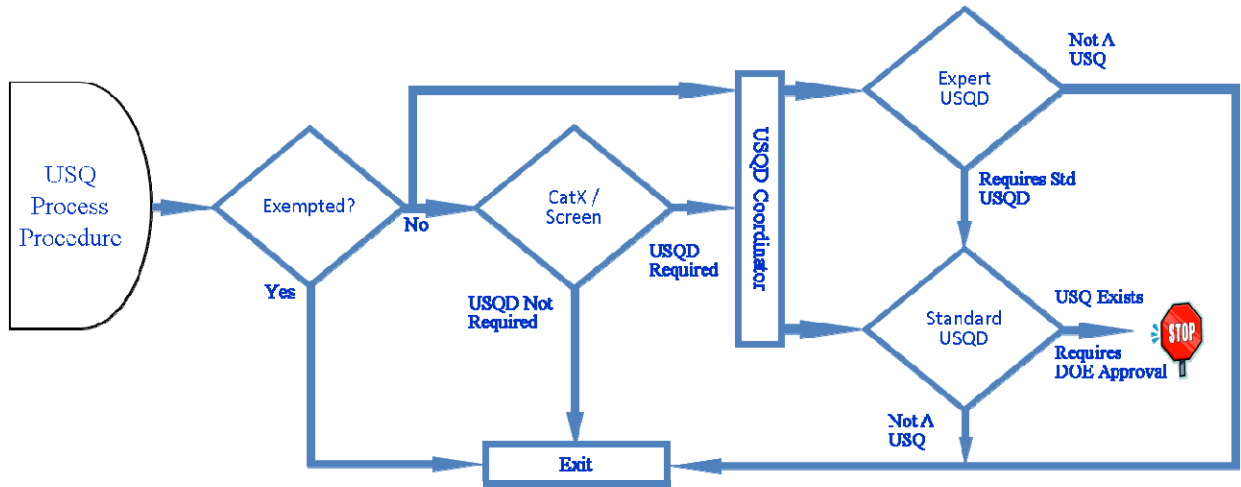 USQ
Process
Procedure
Exempted?
No
Yes
CatX /
Screen
USQD
Required
USQD Not
Required
USQD Coordinator
Expert
USQD
Not A
USQ
Requires Std
USQD
Standard
USQD
USQ Exists
Requires
DOE Approval
STOP
Not A
USQ
Exit